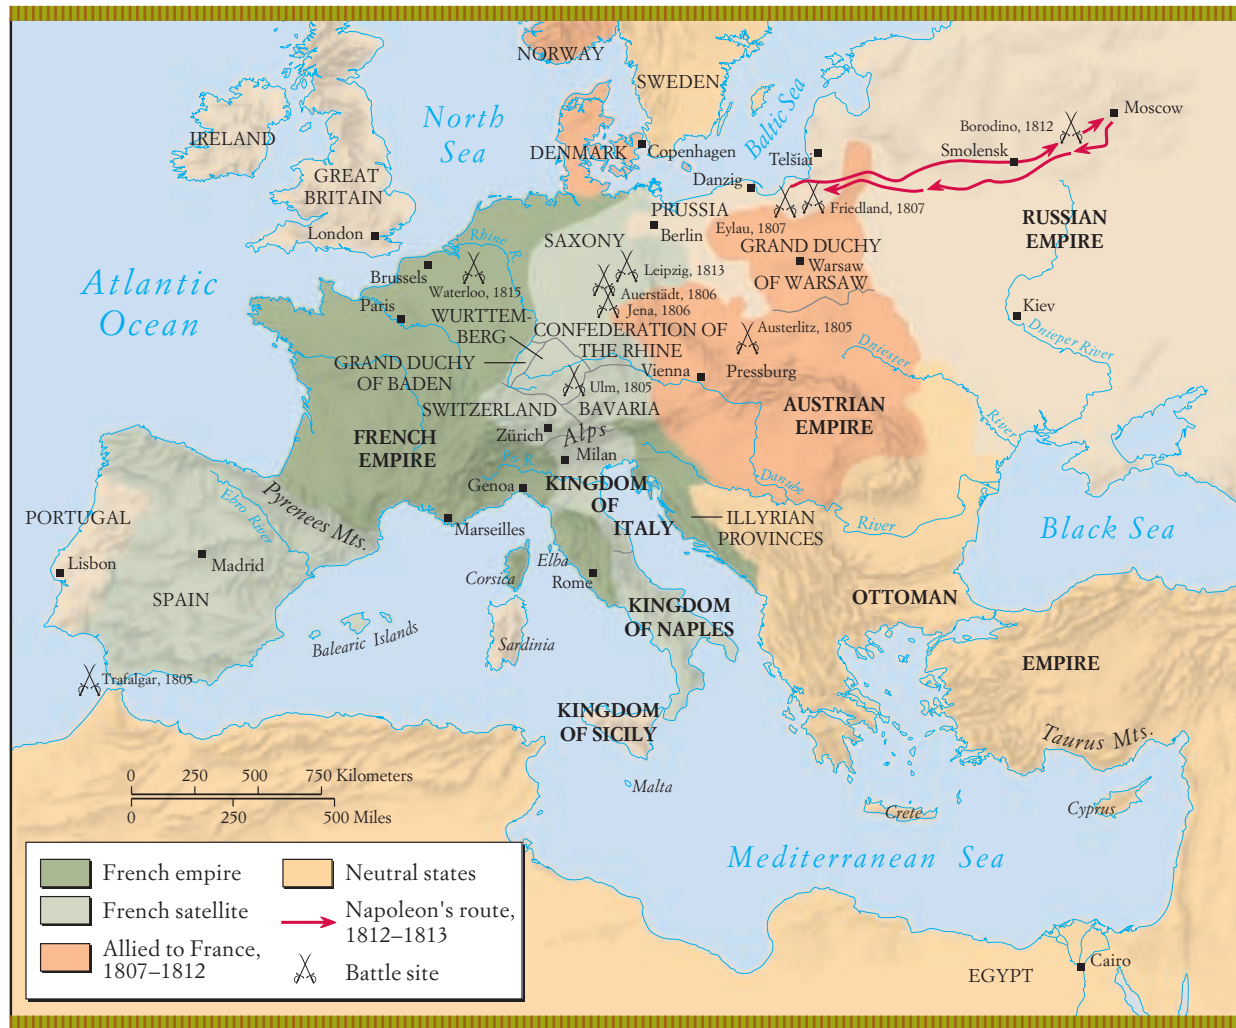 NORWAY
SWEDEN
North
Sea
Baltic Sea
IRELAND
DENMARK
Copenhagen
Telšiai
Moscow
Borodino, 1812
Smolensk
GREAT
BRITAIN
Danzig
London
PRUSSIA
Berlin
Eylau, 1807
Friedland, 1807
RUSSIAN
EMPIRE
Rhine R.
SAXONY
GRAND DUCHY
Warsaw
OF WARSAW
Atlantic
Ocean
Brussels
Waterloo, 1815
Leipzig, 1813
Auerstädt, 1806
Jena, 1806
Paris
WURTTEM-
BERG
CONFEDERATION OF
THE RHINE
Austerlitz, 1805
Kiev
Dnieper River
Dniester
River
GRAND DUCHY
OF BADEN
Vienna
Pressburg
Ulm, 1805
SWITZERLAND
BAVARIA
AUSTRIAN
EMPIRE
Zürich
Alps
FRENCH
EMPIRE
Po R.
Milan
Genoa
KINGDOM
OF
ITALY
Danube
River
Ebro River
Pyrenees Mts.
Marseilles
ILLYRIAN
PROVINCES
Black Sea
PORTUGAL
Lisbon
Madrid
SPAIN
Corsica
Elba
Rome
KINGDOM
OF NAPLES
OTTOMAN
EMPIRE
Balearic Islands
Sardinia
Trafalgar, 1805
KINGDOM
OF SICILY
Taurus Mts.
Malta
Crete
Cyprus
0 250 500 750 Kilometers
0 250 500 Miles
Mediterranean Sea
EGYPT
Cairo
French empire
French satellite
Allied to France,
1807–1812
Neutral states
Napoleon's route,
1812–1813
Battle site